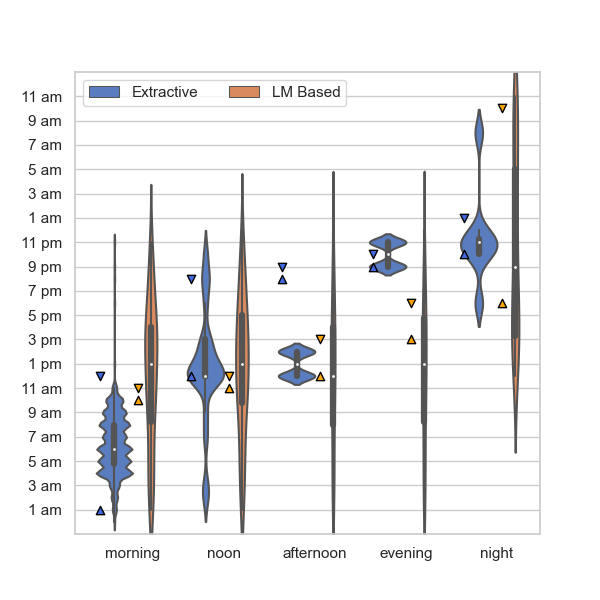 Extractive LM Based
11 am
9 am
7 am
5 am
3 am
1 am
11 pm
9 pm
7 pm
5 pm
3 pm
1 pm
11 am
9 am
7 am
5 am
3 am
1 am
morning noon afternoon evening night